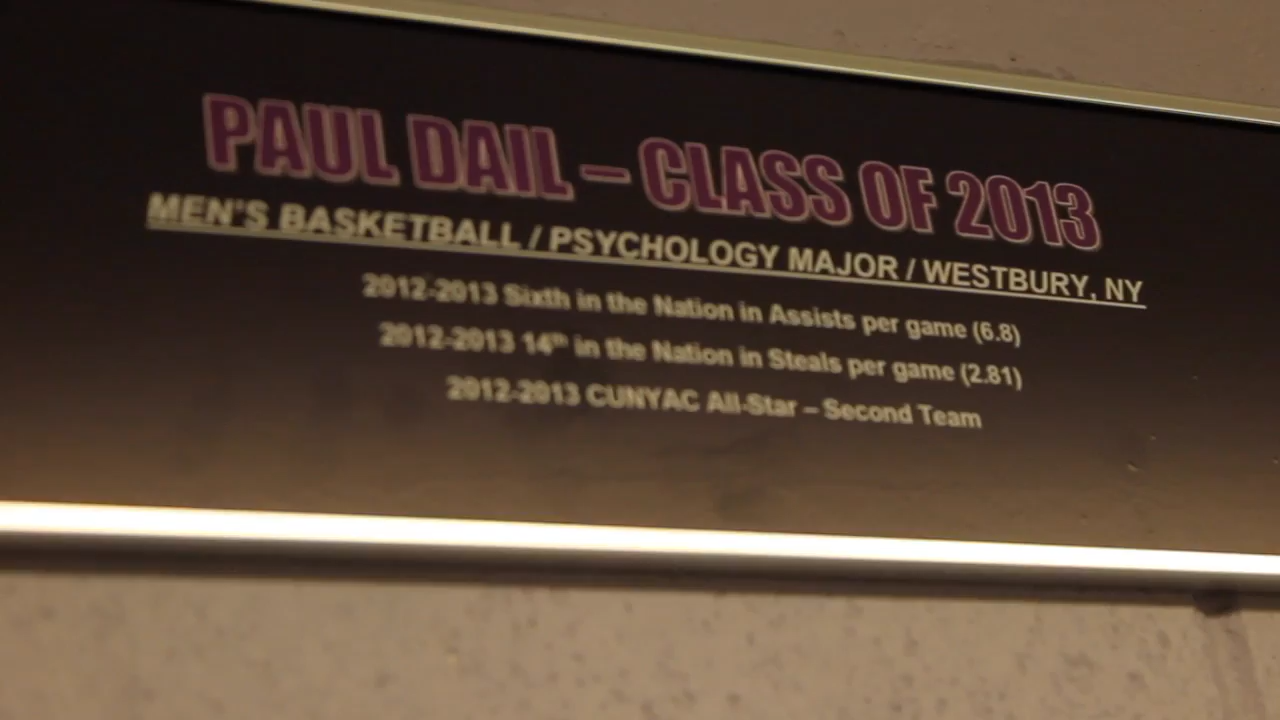 PAUL DAIL – CLASS OF 2013
MEN'S BASKETBALL / PSYCHOLOGY MAJOR / WESTBURY, NY
2012-2013 Sixth in the Nation in Assists per game (6.8)
2012-2013 14th in the Nation in Steals per game (2.81)
2012-2013 CUNYAC All-Star – Second Team